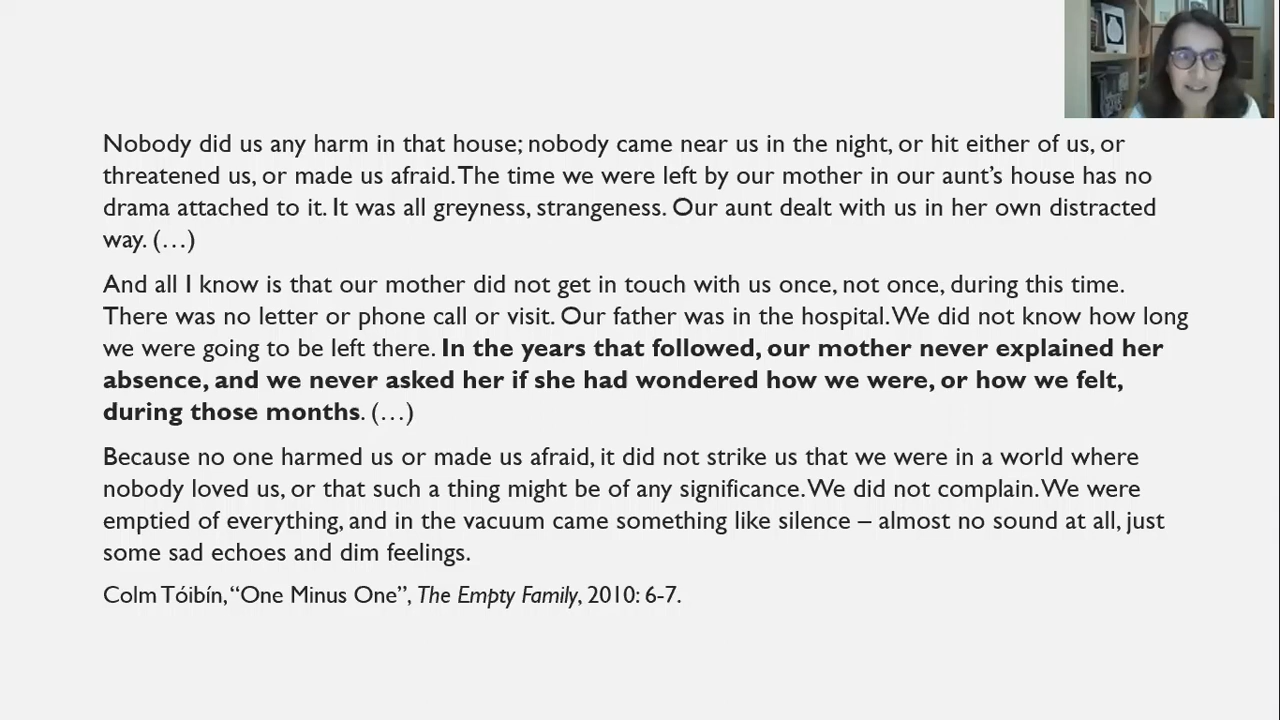 Nobody did us any harm in that house; nobody came near us in the night, or hit either of us, or
threatened us, or made us afraid. The time we were left by our mother in our aunt’s house has no
drama attached to it. It was all greyness, strangeness. Our aunt dealt with us in her own distracted
way. (…)
And all I know is that our mother did not get in touch with us once, not once, during this time.
There was no letter or phone call or visit. Our father was in the hospital. We did not know how long
we were going to be left there. In the years that followed, our mother never explained her
absence, and we never asked her if she had wondered how we were, or how we felt,
during those months. (…)
Because no one harmed us or made us afraid, it did not strike us that we were in a world where
nobody loved us, or that such a thing might be of any significance. We did not complain. We were
emptied of everything, and in the vacuum came something like silence – almost no sound at all, just
some sad echoes and dim feelings.
Colm Tóibín, “One Minus One”, The Empty Family, 2010: 6-7.